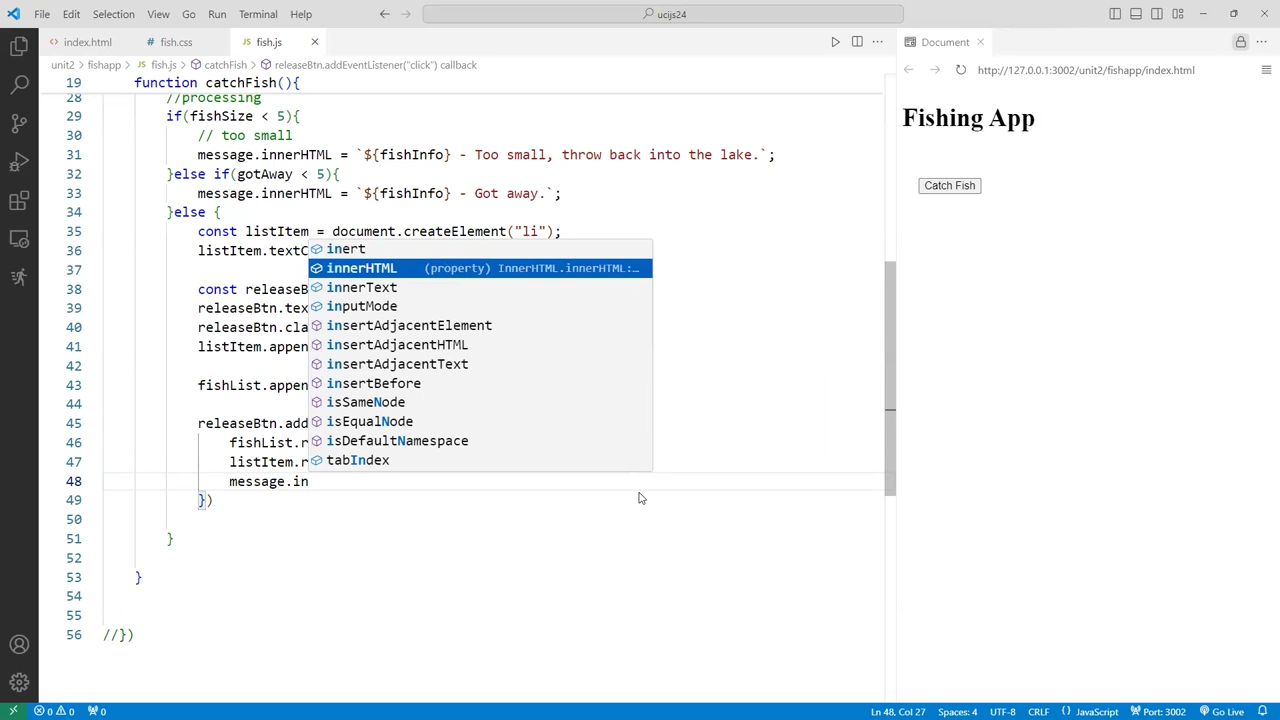 File Edit Selection View Go Run Terminal Help ucijs24
index.html fish.css fish.js
unit2 > fishapp > fish.js > catchFish > releaseBtn.addEventListener("click") callback
19 function catchFish(){
28 //processing
29 if(fishSize < 5){
30 // too small
31 message.innerHTML = `${fishInfo} - Too small, throw back into the lake.`;
32 }else if(gotAway < 5){
33 message.innerHTML = `${fishInfo} - Got away.`;
34 }else {
35 const listItem = document.createElement("li");
36 listItem.textC
37
38 const releaseB
39 releaseBtn.tex
40 releaseBtn.cla
41 listItem.appen
42
43 fishList.appen
44
45 releaseBtn.add
46 fishList.r
47 listItem.r
48 message.in
49 })
50
51 }
52
53 }
54
55
56 //})
inert
innerHTML (property) InnerHTML.innerHTML:…
innerText
inputMode
insertAdjacentElement
insertAdjacentHTML
insertAdjacentText
insertBefore
isSameNode
isEqualNode
isDefaultNamespace
tabIndex
Document
http://127.0.0.1:3002/unit2/fishapp/index.html
Fishing App
Catch Fish
0 0 0 Ln 48, Col 27 Spaces: 4 UTF-8 CRLF JavaScript Port: 3002 Go Live